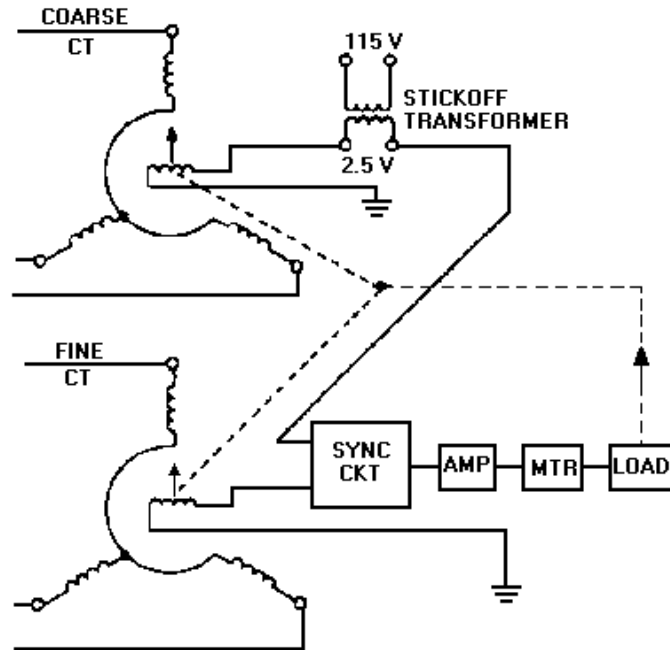 COARSE
CT
115 V
STICKOFF
TRANSFORMER
2.5 V
FINE
CT
SYNC
CKT
AMP
MTR
LOAD